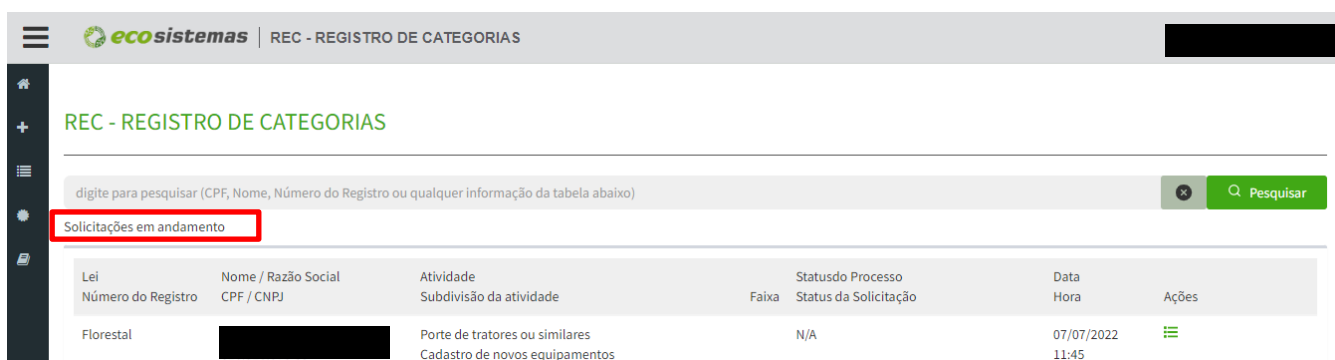 ecosistemas | REC - REGISTRO DE CATEGORIAS
REC - REGISTRO DE CATEGORIAS
digite para pesquisar (CPF, Nome, Número do Registro ou qualquer informação da tabela abaixo)
Pesquisar
Solicitações em andamento
Lei Nome / Razão Social Atividade Statusdo Processo Data
Número do Registro CPF / CNPJ Subdivisão da atividade Faixa Status da Solicitação Hora Ações
Florestal Porte de tratores ou similares N/A 07/07/2022
Cadastro de novos equipamentos 11:45